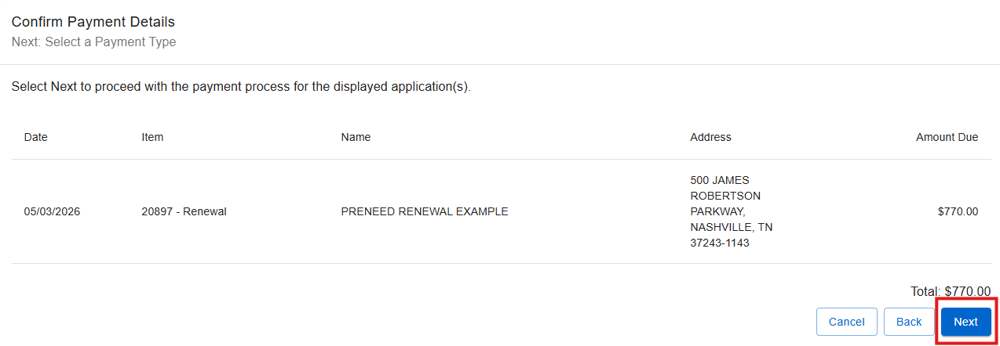 Confirm Payment Details
Next: Select a Payment Type
Select Next to proceed with the payment process for the displayed application(s).
Date Item Name Address Amount Due
05/03/2026 20897 - Renewal PRENEED RENEWAL EXAMPLE
500 JAMES
ROBERTSON
PARKWAY,
NASHVILLE, TN
37243-1143
$770.00
Total: $770.00
Cancel Back Next